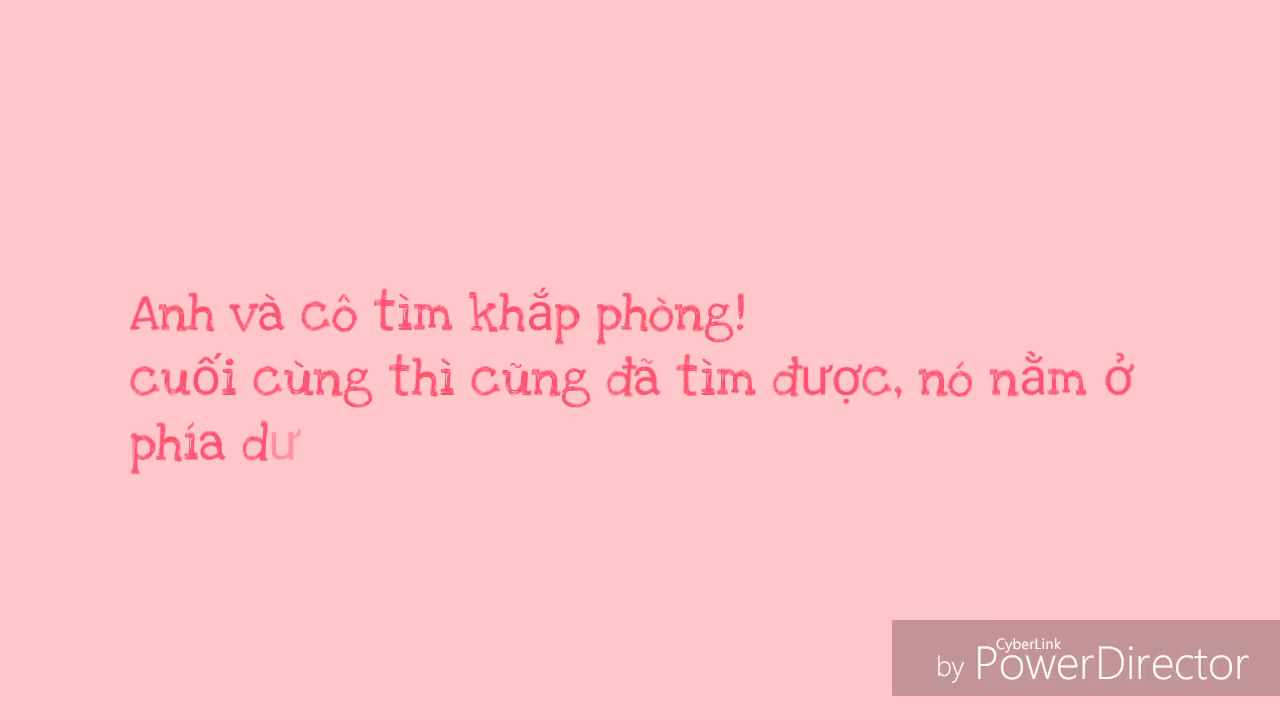 Anh và cô tìm khắp phòng!
cuối cùng thì cũng đã tìm được, nó nằm ở
phía dư
by CyberLink PowerDirector